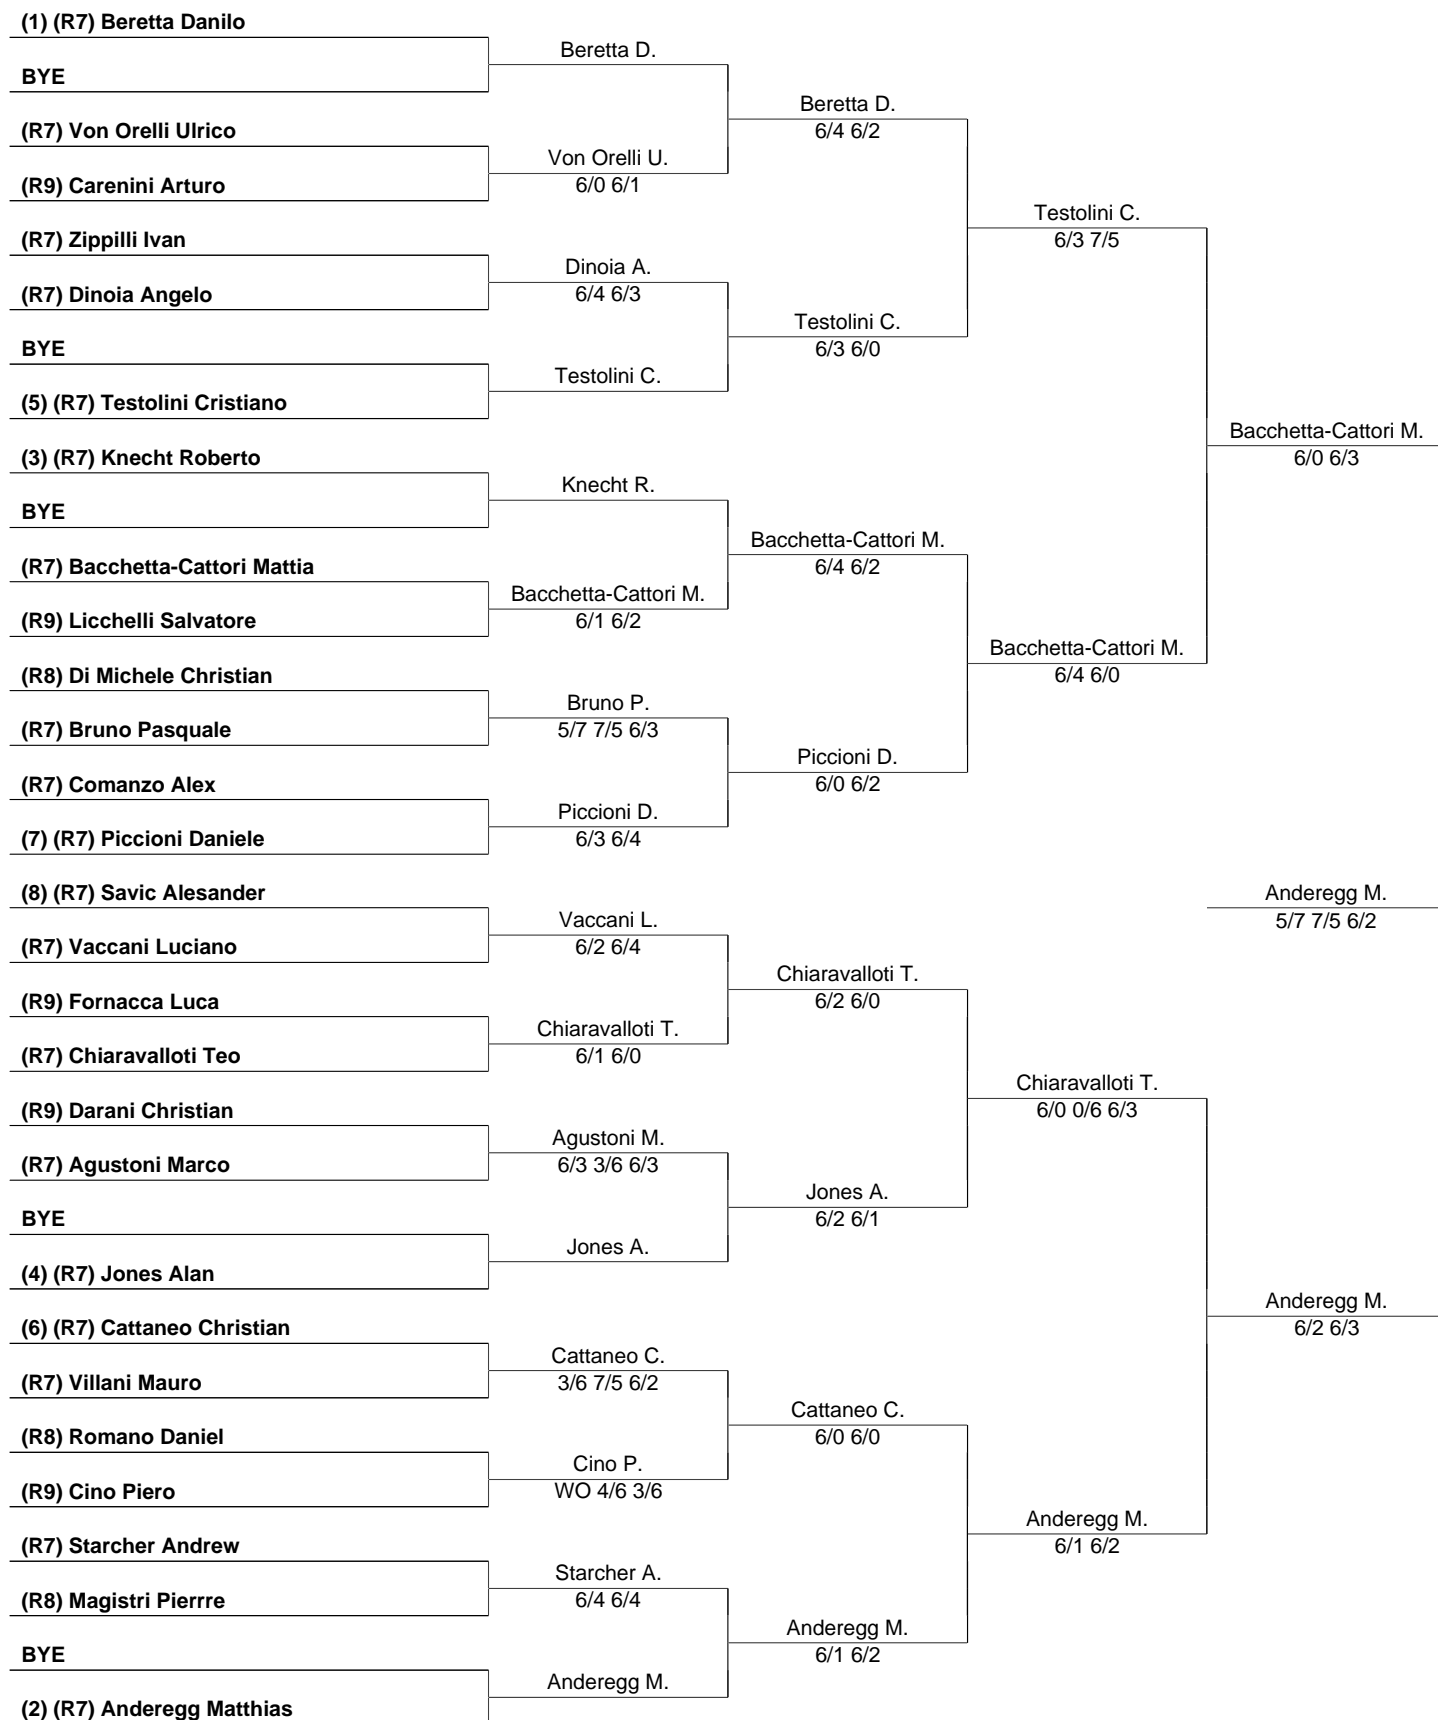 (1) (R7) Beretta Danilo
BYE
(R7) Von Orelli Ulrico
(R9) Carenini Arturo
(R7) Zippilli Ivan
(R7) Dinoia Angelo
BYE
(5) (R7) Testolini Cristiano
(3) (R7) Knecht Roberto
BYE
(R7) Bacchetta-Cattori Mattia
(R9) Licchelli Salvatore
(R8) Di Michele Christian
(R7) Bruno Pasquale
(R7) Comanzo Alex
(7) (R7) Piccioni Daniele
(8) (R7) Savic Alesander
(R7) Vaccani Luciano
(R9) Fornacca Luca
(R7) Chiaravalloti Teo
(R9) Darani Christian
(R7) Agustoni Marco
BYE
(4) (R7) Jones Alan
(6) (R7) Cattaneo Christian
(R7) Villani Mauro
(R8) Romano Daniel
(R9) Cino Piero
(R7) Starcher Andrew
(R8) Magistri Pierrre
BYE
(2) (R7) Anderegg Matthias
Beretta D.
Von Orelli U.
6/0 6/1
Dinoia A.
6/4 6/3
Testolini C.
Knecht R.
Bacchetta-Cattori M.
6/1 6/2
Bruno P.
5/7 7/5 6/3
Piccioni D.
6/3 6/4
Vaccani L.
6/2 6/4
Chiaravalloti T.
6/1 6/0
Agustoni M.
6/3 3/6 6/3
Jones A.
Cattaneo C.
3/6 7/5 6/2
Cino P.
WO 4/6 3/6
Starcher A.
6/4 6/4
Anderegg M.
Beretta D.
6/4 6/2
Testolini C.
6/3 6/0
Bacchetta-Cattori M.
6/4 6/2
Piccioni D.
6/0 6/2
Chiaravalloti T.
6/2 6/0
Jones A.
6/2 6/1
Cattaneo C.
6/0 6/0
Anderegg M.
6/1 6/2
Testolini C.
6/3 7/5
Bacchetta-Cattori M.
6/4 6/0
Chiaravalloti T.
6/0 0/6 6/3
Anderegg M.
6/1 6/2
Bacchetta-Cattori M.
6/0 6/3
Anderegg M.
5/7 7/5 6/2
Anderegg M.
6/2 6/3